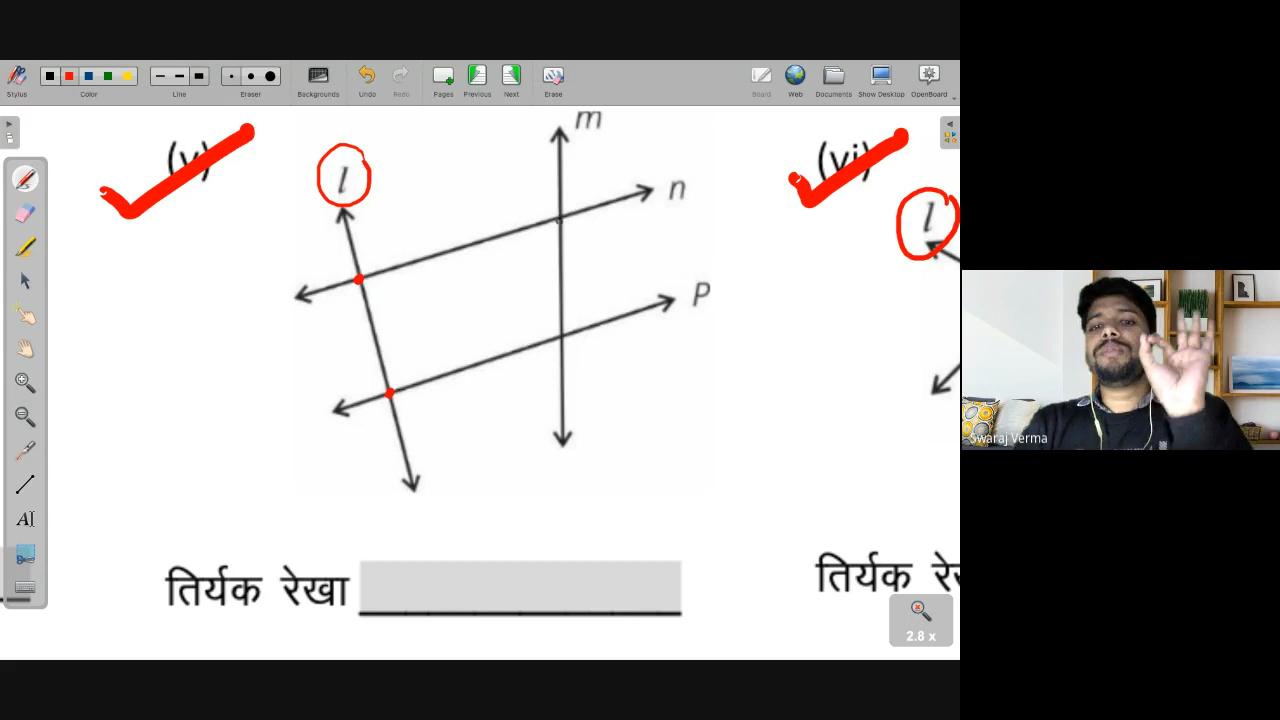 Stylus
Color
Line
Eraser
Backgrounds
Undo
Redo
Pages
Previous
Next
Erase
Board
Web
Documents
Show Desktop
OpenBoard
(v)
l
m
n
P
(vi)
l
तिर्यक रेखा
तिर्यक
2.8 x
Swaraj Verma